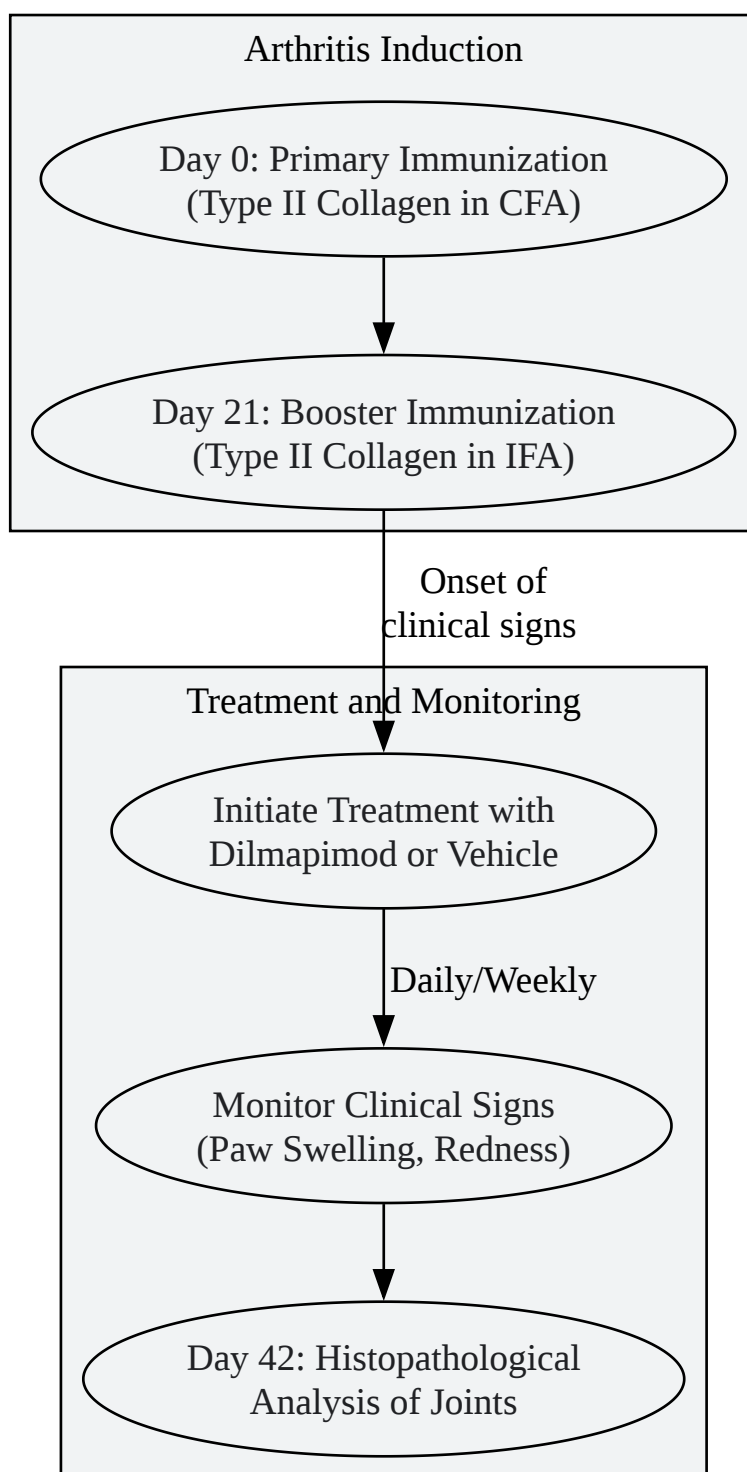 Arthritis Induction
Day 0: Primary Immunization
(Type II Collagen in CFA)
Day 21: Booster Immunization
(Type II Collagen in IFA)
Onset of
clinical signs
Treatment and Monitoring
Initiate Treatment with
Dilmapimod or Vehicle
Daily/Weekly
Monitor Clinical Signs
(Paw Swelling, Redness)
Day 42: Histopathological
Analysis of Joints